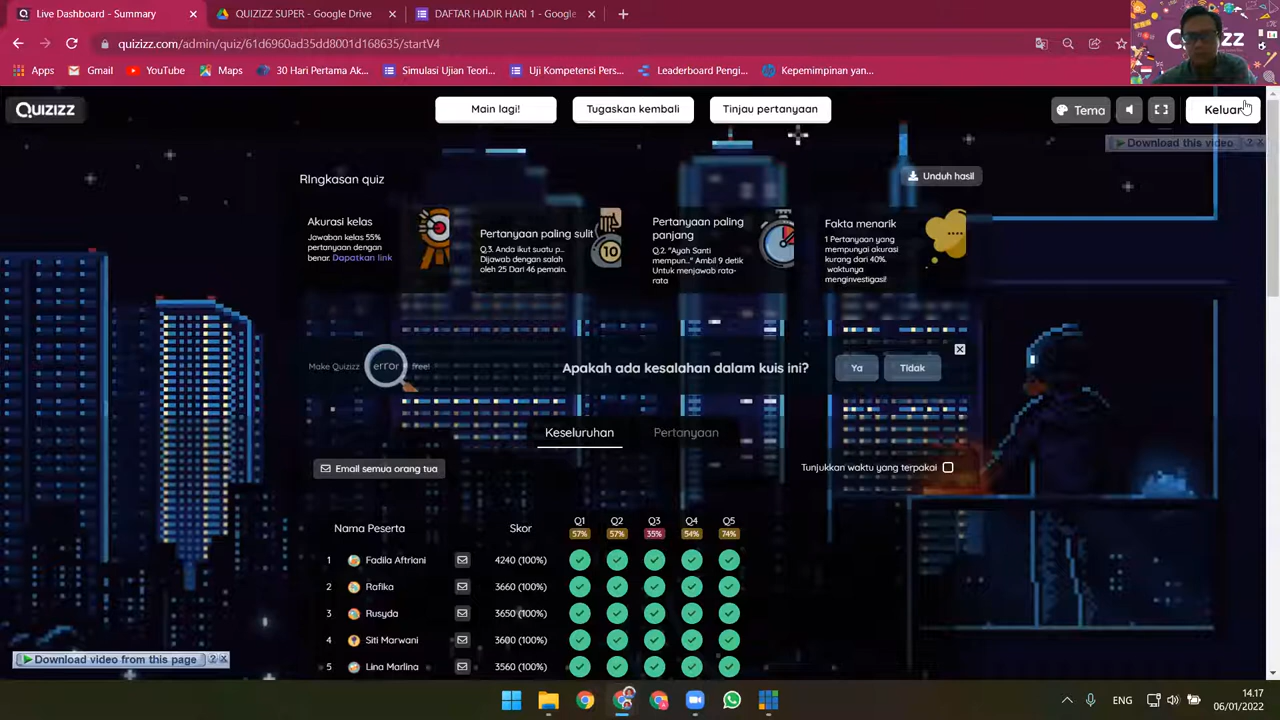 Live Dashboard - Summary
QUIZIZZ SUPER - Google Drive
DAFTAR HADIR HARI 1 - Google
quizizz.com/admin/quiz/61d6960ad35dd8001d168635/startV4
Apps
Gmail
YouTube
Maps
30 Hari Pertama Ak...
Simulasi Ujian Teori...
Uji Kompetensi Pers...
Leaderboard Pengi...
Kepemimpinan yan...
QUIZIZZ
Main lagi!
Tugaskan kembali
Tinjau pertanyaan
Tema
Keluar
Download this video
RIngkasan quiz
Unduh hasil
Akurasi kelas
Jawaban kelas 55%
pertanyaan dengan
benar. Dapatkan link
Pertanyaan paling sulit
Q.3. Anda ikut suatu p...
Dijawab dengan salah
oleh 25 Dari 46 pemain.
10
Pertanyaan paling
panjang
Q.2. "Ayah Santi
mempun..." Ambil 9 detik
Untuk menjawab rata-
rata
Fakta menarik
1 Pertanyaan yang
mempunyai akurasi
kurang dari 40%.
waktunya
menginvestigasi!
Make Quizizz error free!
Apakah ada kesalahan dalam kuis ini?
Ya
Tidak
Keseluruhan
Pertanyaan
Email semua orang tua
Tunjukkan waktu yang terpakai
Nama Peserta
Skor
Q1
57%
Q2
57%
Q3
35%
Q4
54%
Q5
74%
1 Fadila Aftriani 4240 (100%)
2 Rafika 3660 (100%)
3 Rusyda 3650 (100%)
4 Siti Marwani 3600 (100%)
5 Lina Marlina 3560 (100%)
Download video from this page
ENG
14.17
06/01/2022